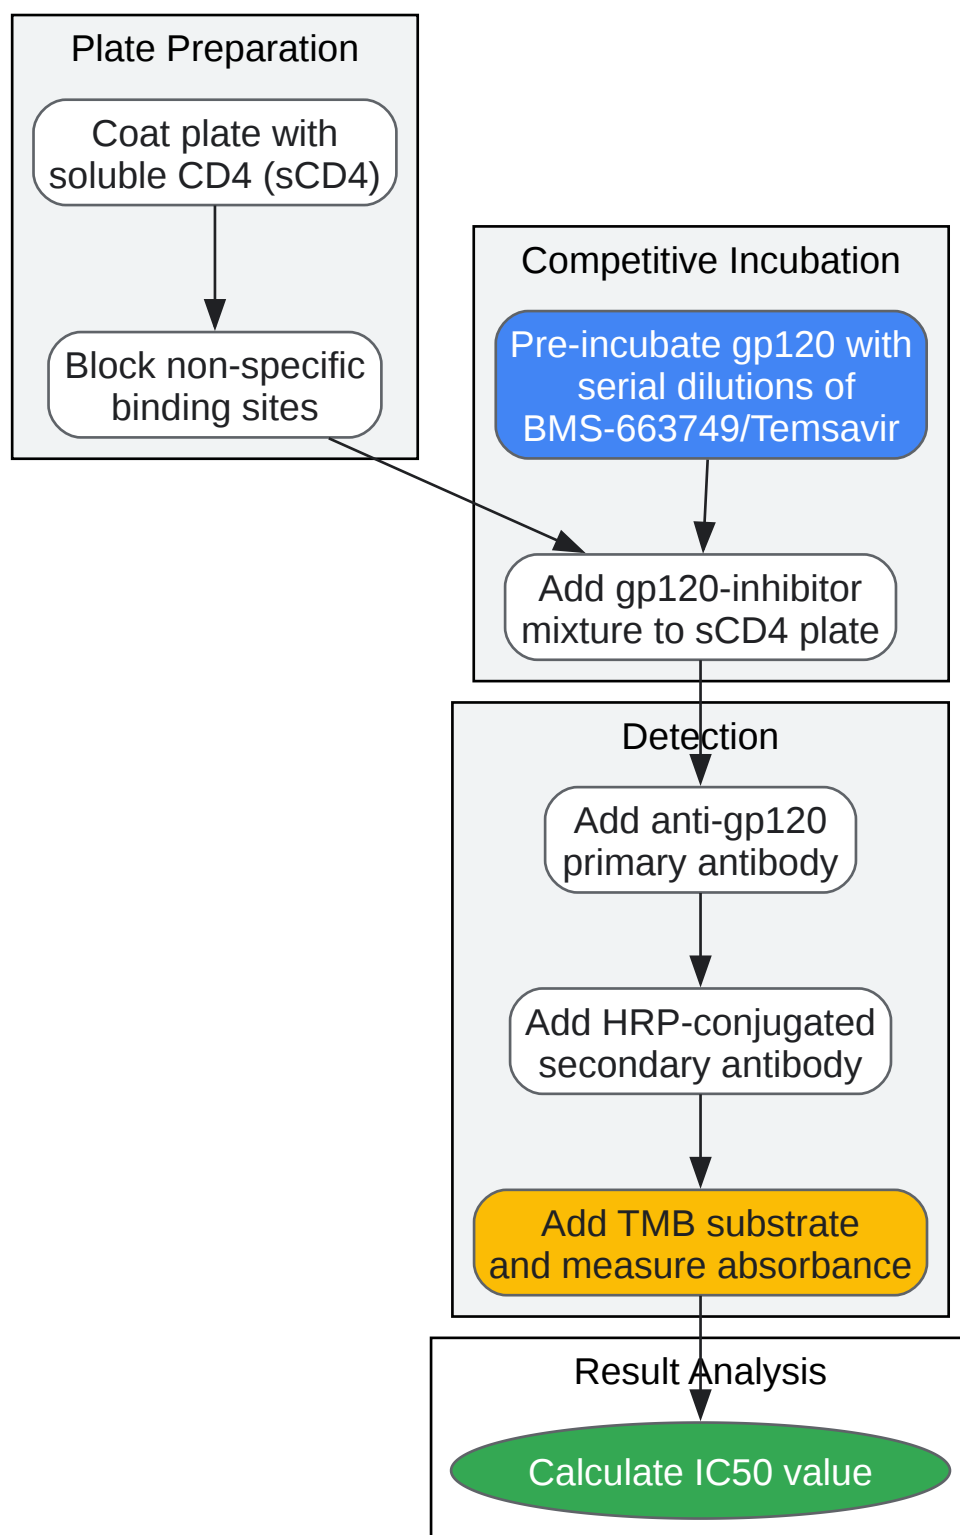 Plate Preparation
Coat plate with
soluble CD4 (sCD4)
Block non-specific
binding sites
Competitive Incubation
Pre-incubate gp120 with
serial dilutions of
BMS-663749/Temsavir
Add gp120-inhibitor
mixture to sCD4 plate
Detection
Add anti-gp120
primary antibody
Add HRP-conjugated
secondary antibody
Add TMB substrate
and measure absorbance
Result Analysis
Calculate IC50 value